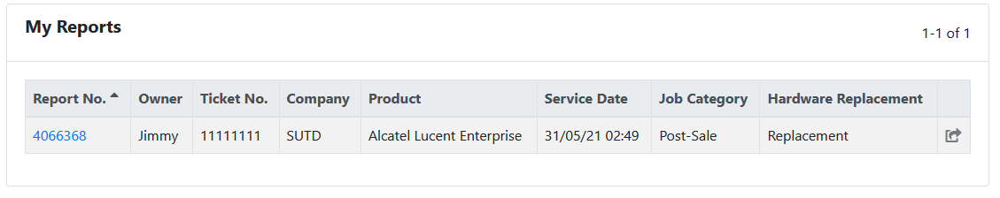 My Reports
1-1 of 1
Report No. Owner Ticket No. Company Product Service Date Job Category Hardware Replacement
4066368 Jimmy 11111111 SUTD Alcatel Lucent Enterprise 31/05/21 02:49 Post-Sale Replacement